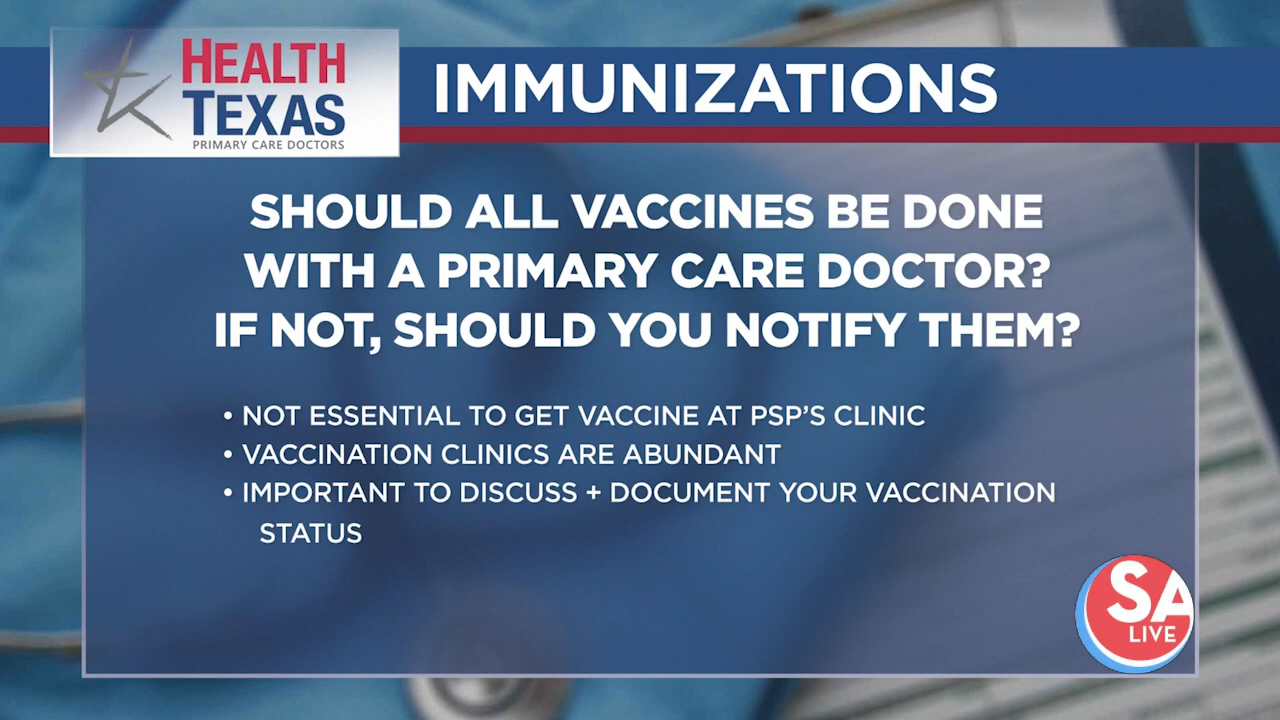 HEALTH
TEXAS
PRIMARY CARE DOCTORS
IMMUNIZATIONS
SHOULD ALL VACCINES BE DONE
WITH A PRIMARY CARE DOCTOR?
IF NOT, SHOULD YOU NOTIFY THEM?
• NOT ESSENTIAL TO GET VACCINE AT PSP'S CLINIC
• VACCINATION CLINICS ARE ABUNDANT
• IMPORTANT TO DISCUSS + DOCUMENT YOUR VACCINATION
STATUS
SA
LIVE